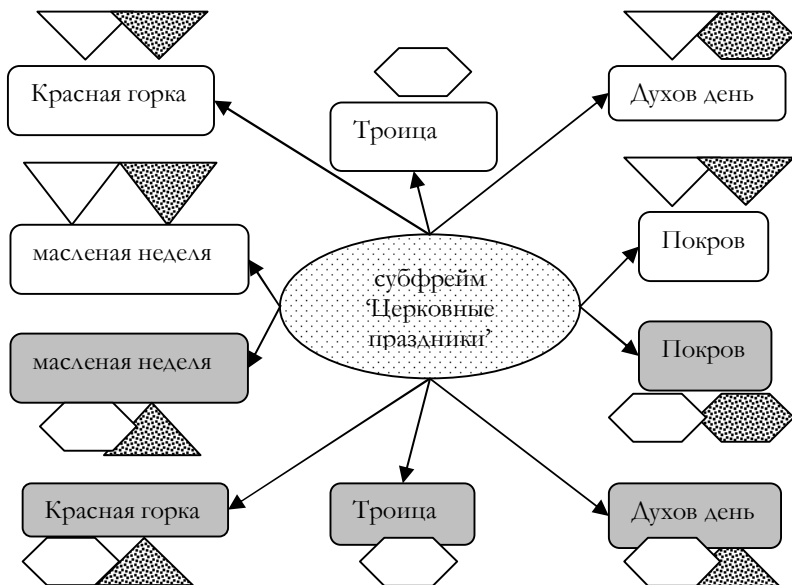 Красная горка
Троица
Духов день
масленая неделя
Покров
субфрейм
‘Церковные
праздники’
масленая неделя
Покров
Красная горка
Троица
Духов день